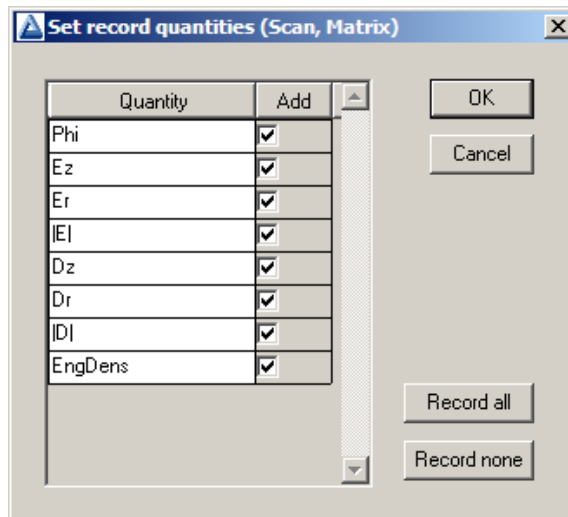 Set record quantities (Scan, Matrix)
Quantity Add
Phi
Ez
Er
|E|
Dz
Dr
|D|
EngDens
OK
Cancel
Record all
Record none